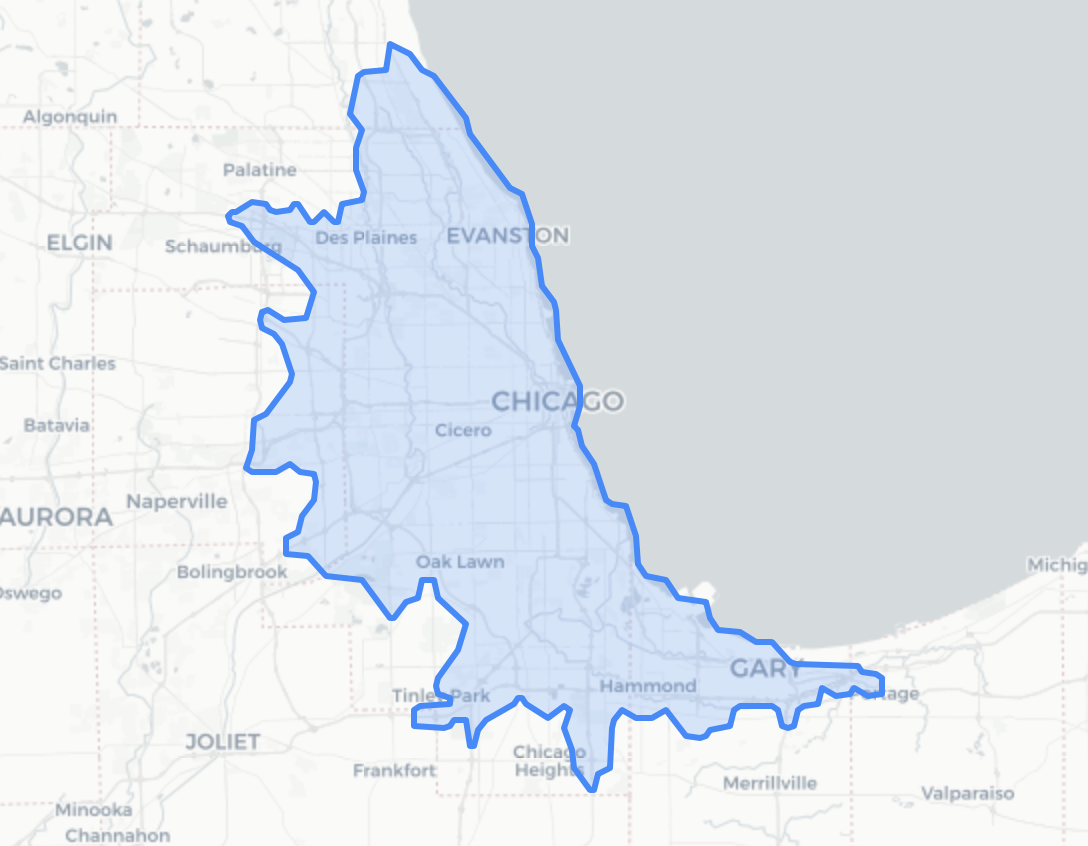 Algonquin
Palatine
ELGIN
Schaumburg
Des Plaines
EVANSTON
Saint Charles
CHICAGO
Batavia
Cicero
Naperville
AURORA
Oak Lawn
Bolingbrook
Michig
Oswego
GARY
Hammond
Tinley Park
Portage
JOLIET
Chicago
Heights
Frankfort
Merrillville
Valparaiso
Minooka
Channahon